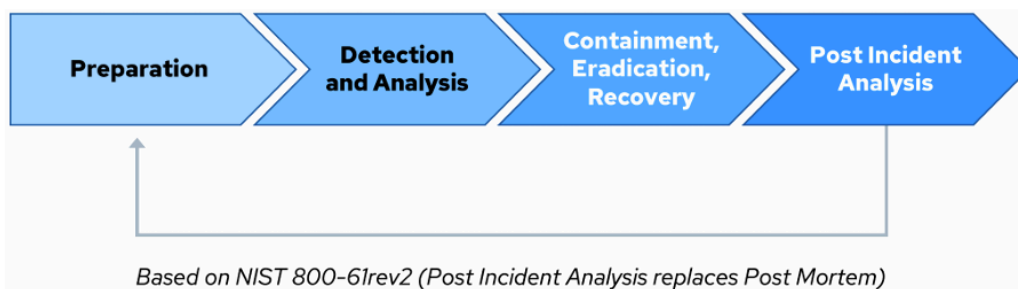 Preparation
Detection
and Analysis
Containment,
Eradication,
Recovery
Post Incident
Analysis
Based on NIST 800-61rev2 (Post Incident Analysis replaces Post Mortem)